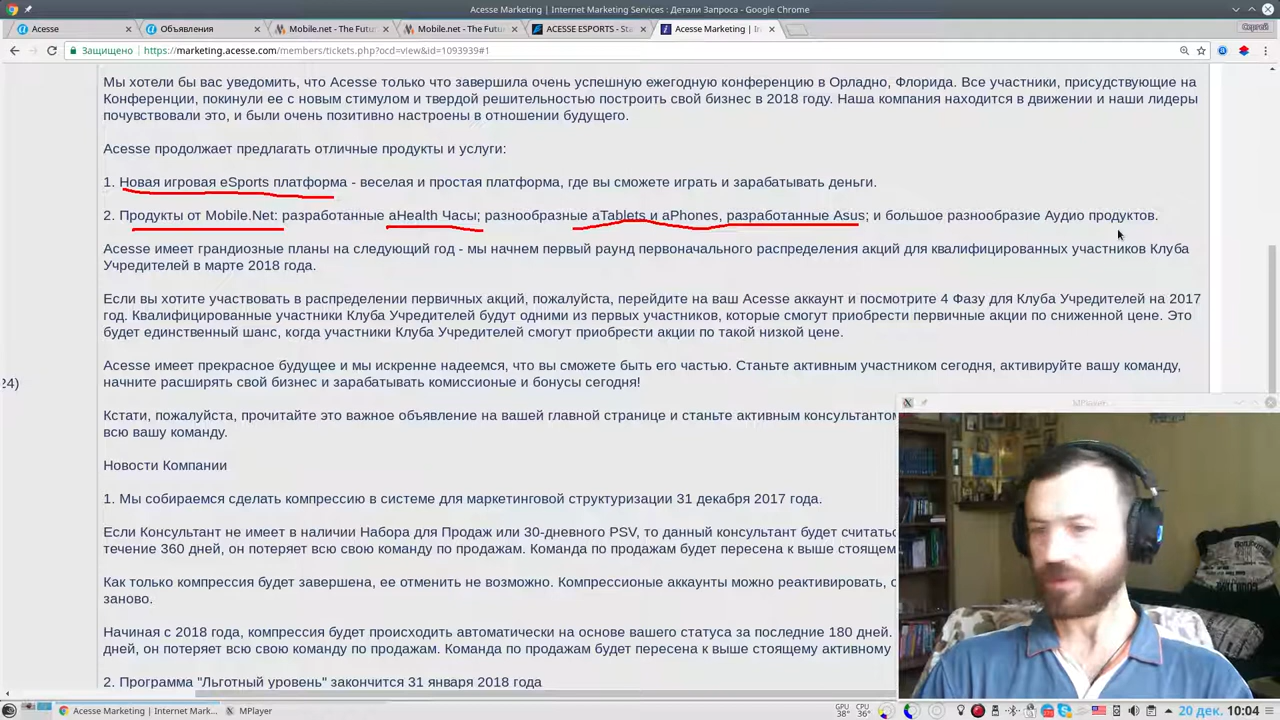 Acesse Marketing | Internet Marketing Services : Детали Запроса - Google Chrome
Acesse
Объявления
Mobile.net - The Futu
Mobile.net - The Futu
ACESSE ESPORTS - Sta
Acesse Marketing | In
Сергей
Защищено
https://marketing.acesse.com/members/tickets.php?ocd=view&id=1093939#1
Мы хотели бы вас уведомить, что Acesse только что завершила очень успешную ежегодную конференцию в Орладно, Флорида. Все участники, присудствующие на
Конференции, покинули ее с новым стимулом и твердой решительностью построить свой бизнес в 2018 году. Наша компания находится в движении и наши лидеры
почувствовали это, и были очень позитивно настроены в отношении будущего.
Acesse продолжает предлагать отличные продукты и услуги:
1. Новая игровая eSports платформа - веселая и простая платформа, где вы сможете играть и зарабатывать деньги.
2. Продукты от Mobile.Net: разработанные aHealth Часы; разнообразные aTablets и aPhones, разработанные Asus; и большое разнообразие Аудио продуктов.
Acesse имеет грандиозные планы на следующий год - мы начнем первый раунд первоначального распределения акций для квалифицированных участников Клуба
Учредителей в марте 2018 года.
Если вы хотите участвовать в распределении первичных акций, пожалуйста, перейдите на ваш Acesse аккаунт и посмотрите 4 Фазу для Клуба Учредителей на 2017
год. Квалифицированные участники Клуба Учредителей будут одними из первых участников, которые смогут приобрести первичные акции по сниженной цене. Это
будет единственный шанс, когда участники Клуба Учредителей смогут приобрести акции по такой низкой цене.
Acesse имеет прекрасное будущее и мы искренне надеемся, что вы сможете быть его частью. Станьте активным участником сегодня, активируйте вашу команду,
24)
начните расширять свой бизнес и зарабатывать комиссионые и бонусы сегодня!
MPlayer
Кстати, пожалуйста, прочитайте это важное объявление на вашей главной странице и станьте активным консультантом
всю вашу команду.
Новости Компании
1. Мы собираемся сделать компрессию в системе для маркетинговой структуризации 31 декабря 2017 года.
Если Консультант не имеет в наличии Набора для Продаж или 30-дневного PSV, то данный консультант будет считать
течение 360 дней, он потеряет всю свою команду по продажам. Команда по продажам будет пересена к выше стоящем
Как только компрессия будет завершена, ее отменить не возможно. Компрессионые аккаунты можно реактивировать,
заново.
Начиная с 2018 года, компрессия будет происходить автоматически на основе вашего статуса за последние 180 дней.
дней, он потеряет всю свою команду по продажам. Команда по продажам будет пересена к выше стоящему активному
2. Программа "Льготный уровень" закончится 31 января 2018 года
Acesse Marketing | Internet Mark...
MPlayer
GPU 38°
CPU 36°
20 дек. 10:04